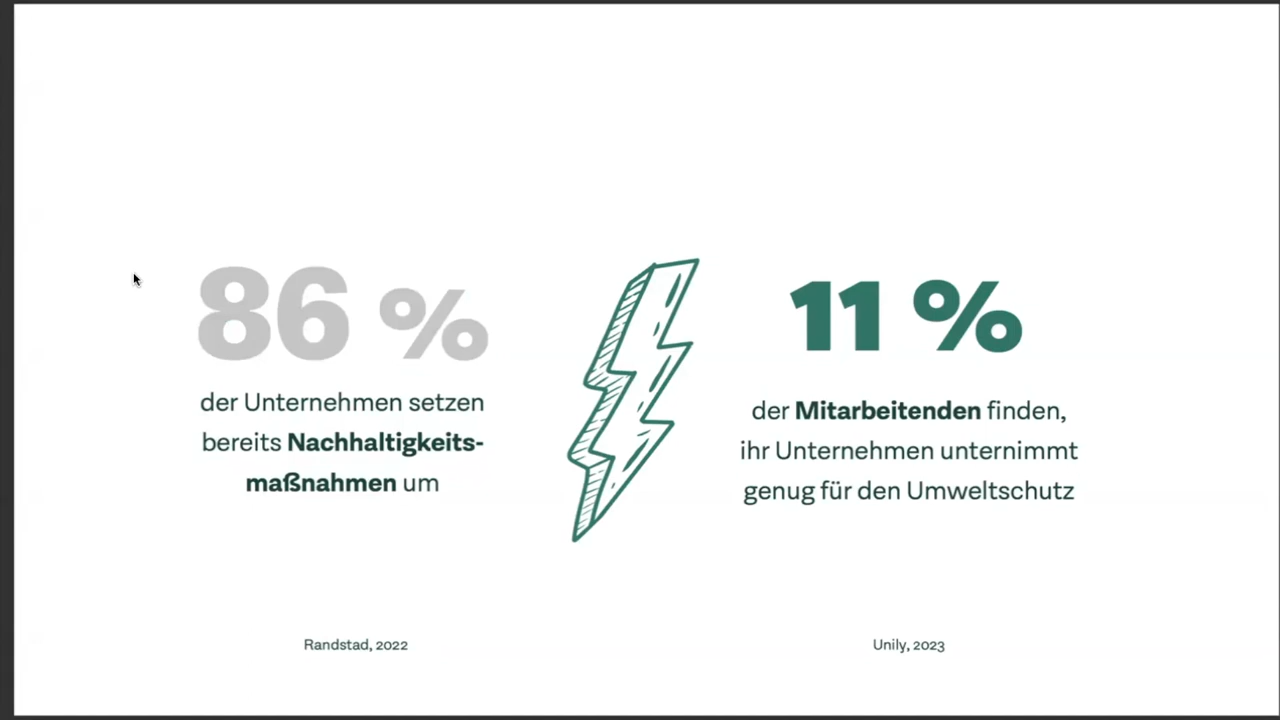 86 %
der Unternehmen setzen
bereits Nachhaltigkeits-
maßnahmen um
11 %
der Mitarbeitenden finden,
ihr Unternehmen unternimmt
genug für den Umweltschutz
Randstad, 2022
Unily, 2023